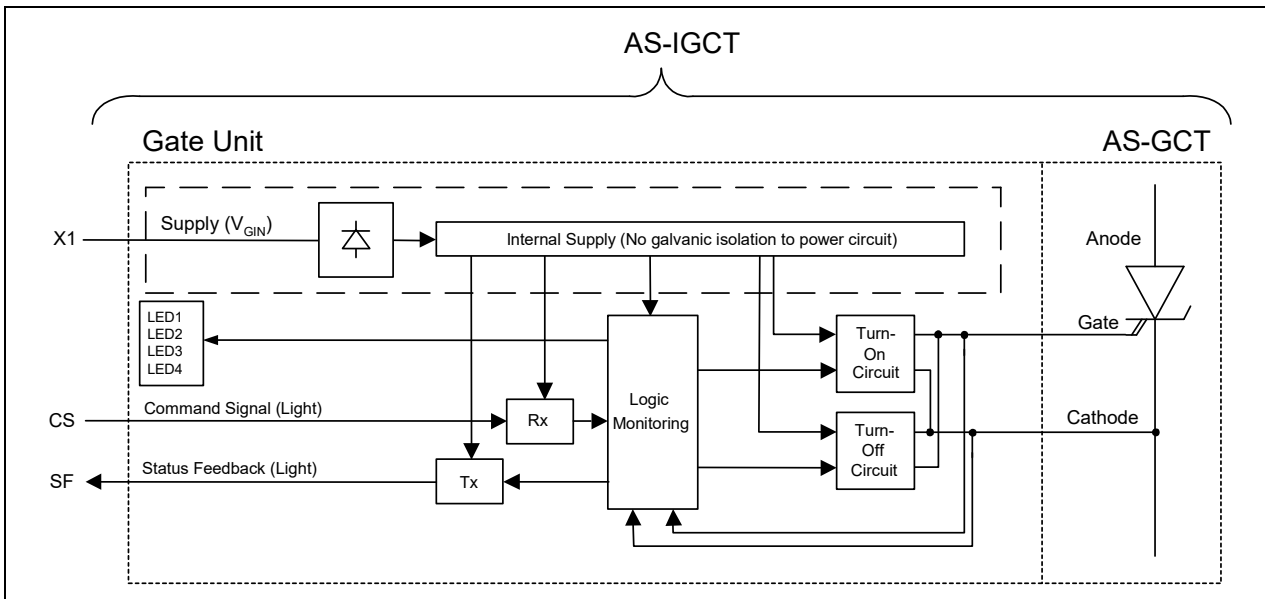 AS-IGCT
Gate Unit
AS-GCT
X1
Supply (VGIN)
Internal Supply (No galvanic isolation to power circuit)
Anode
LED1
LED2
LED3
LED4
Gate
Turn-
On
Circuit
Logic
Monitoring
CS
Command Signal (Light)
Rx
Cathode
Turn-
Off
Circuit
SF
Status Feedback (Light)
Tx